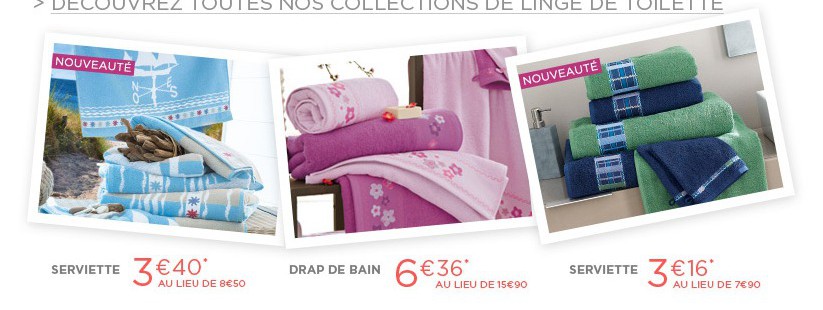 > DÉCOUVREZ TOUTES NOS COLLECTIONS DE LINGE DE TOILETTE
NOUVEAUTÉ
N
E
S
NOUVEAUTÉ
SERVIETTE 3€40*
AU LIEU DE 8€50
DRAP DE BAIN 6€36*
AU LIEU DE 15€90
SERVIETTE 3€16*
AU LIEU DE 7€90